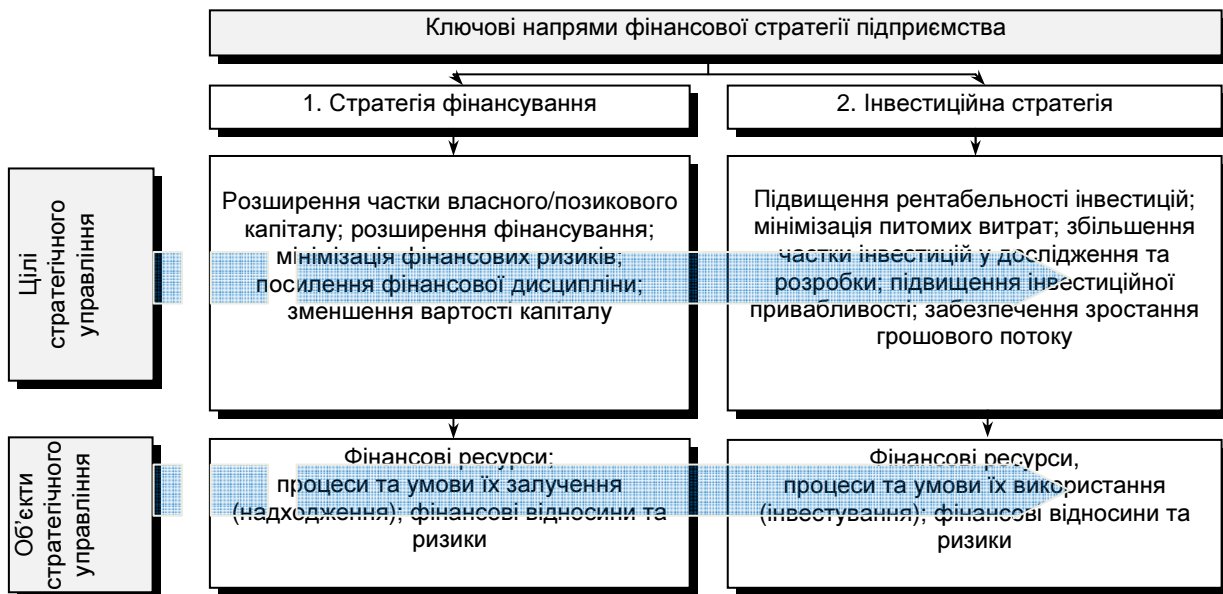 Ключові напрями фінансової стратегії підприємства
1. Стратегія фінансування
2. Інвестиційна стратегія
Цілі
стратегічного
управління
Розширення частки власного/позикового
капіталу; розширення фінансування;
мінімізація фінансових ризиків;
посилення фінансової дисципліни;
зменшення вартості капіталу
Підвищення рентабельності інвестицій;
мінімізація питомих витрат; збільшення
частки інвестицій у дослідження та
розробки; підвищення інвестиційної
привабливості; забезпечення зростання
грошового потоку
Об’єкти
стратегічного
управління
Фінансові ресурси;
процеси та умови їх залучення
(надходження); фінансові відносини та
ризики
Фінансові ресурси,
процеси та умови їх використання
(інвестування); фінансові відносини та
ризики